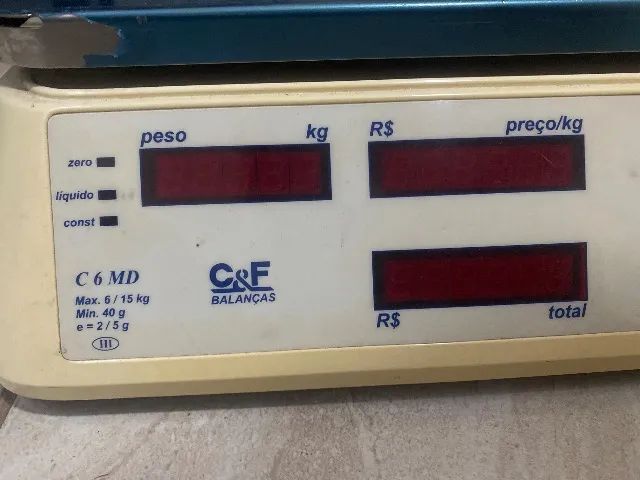 peso kg
R$ preço/kg
zero
líquido
const
C 6 MD
Max. 6 / 15 kg
Min. 40 g
e = 2 / 5 g
III
C&F
BALANÇAS
R$ total